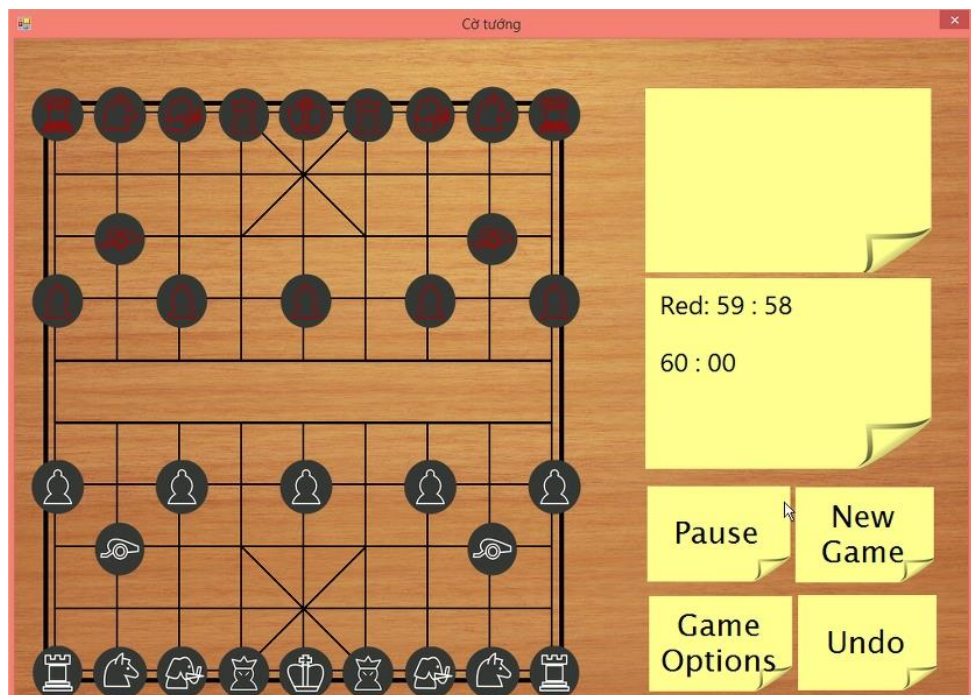 Cờ tướng
Red: 59 : 58
60 : 00
Pause
New
Game
Game
Options
Undo